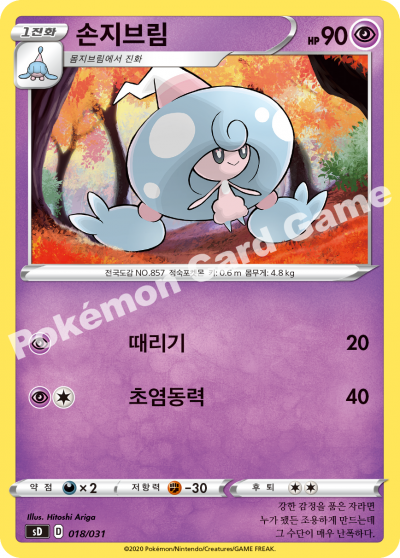 1진화
손지브림
HP 90
몸지브림에서 진화
전국도감 NO.857 적숙포켓몬 키: 0.6 m 몸무게: 4.8 kg
때리기 20
초염동력 40
약점 ×2 저항력 -30 후퇴
Illus. Hitoshi Ariga
강한 감정을 품은 자라면
누가 됐든 조용하게 만드는데
그 수단이 매우 난폭하다.
sD D 018/031
©2020 Pokémon/Nintendo/Creatures/GAME FREAK.
Pokémon Card Game